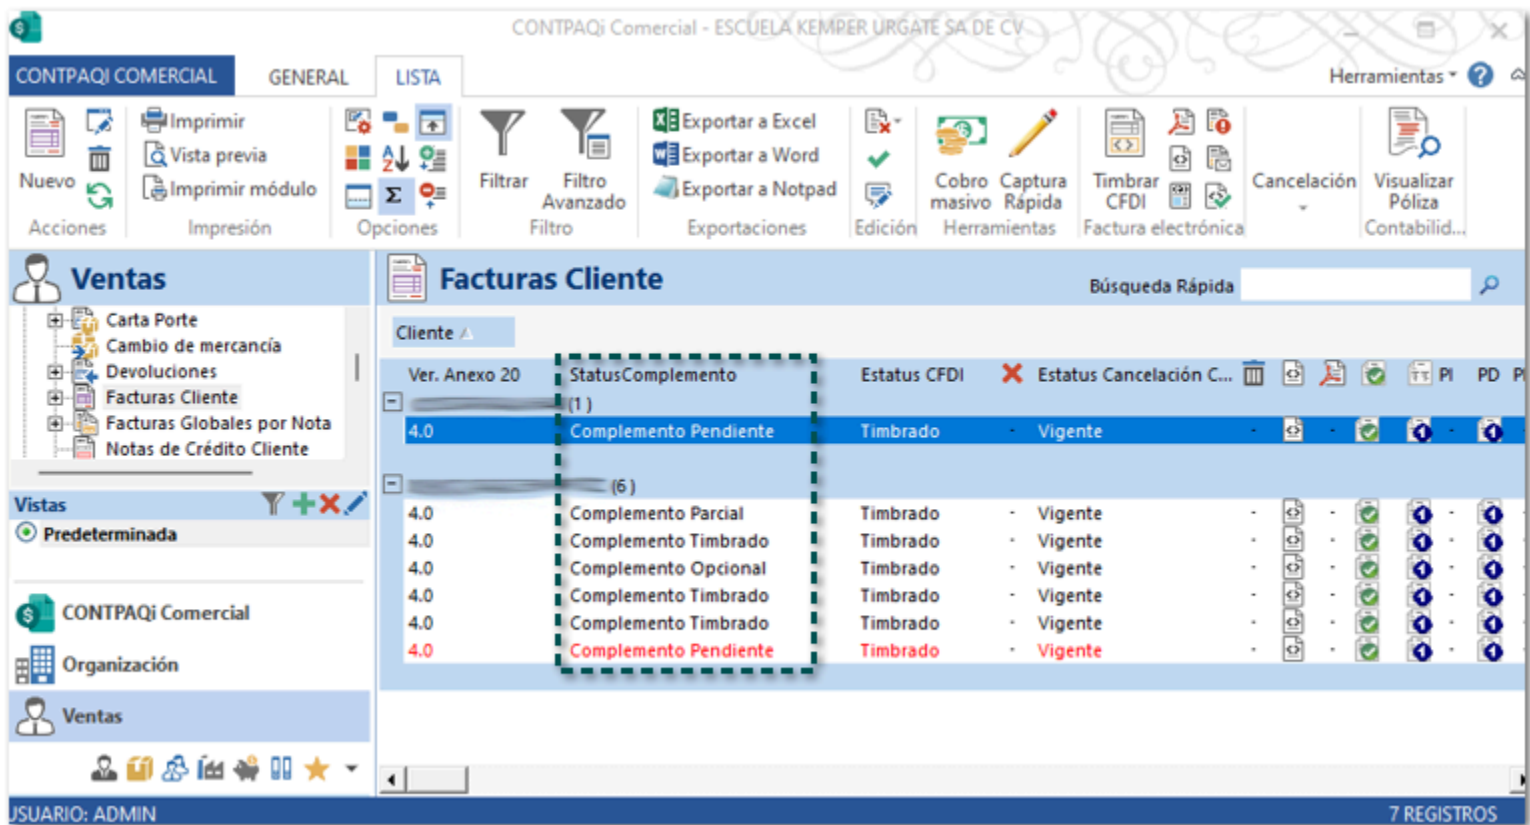 CONTPAQi Comercial - ESCUELA KEMPER URGATE SA DE CV
CONTPAQI COMERCIAL GENERAL LISTA Herramientas
Nuevo
Acciones
Imprimir
Vista previa
Imprimir módulo
Impresión
Opciones
Filtrar
Filtro Avanzado
Filtro
Exportar a Excel
Exportar a Word
Exportar a Notpad
Exportaciones
Edición
Cobro masivo
Captura Rápida
Herramientas
Timbrar CFDI
Factura electrónica
Cancelación
Visualizar Póliza
Contabilid...
Ventas
Carta Porte
Cambio de mercancía
Devoluciones
Facturas Cliente
Facturas Globales por Nota
Notas de Crédito Cliente
Vistas
Predeterminada
CONTPAQi Comercial
Organización
Ventas
Facturas Cliente
Búsqueda Rápida
Cliente
Ver. Anexo 20 StatusComplemento Estatus CFDI Estatus Cancelación C... PI PD
(1)
4.0 Complemento Pendiente Timbrado - Vigente
(6)
4.0 Complemento Parcial Timbrado - Vigente
4.0 Complemento Timbrado Timbrado - Vigente
4.0 Complemento Opcional Timbrado - Vigente
4.0 Complemento Timbrado Timbrado - Vigente
4.0 Complemento Timbrado Timbrado - Vigente
4.0 Complemento Pendiente Timbrado - Vigente
USUARIO: ADMIN 7 REGISTROS